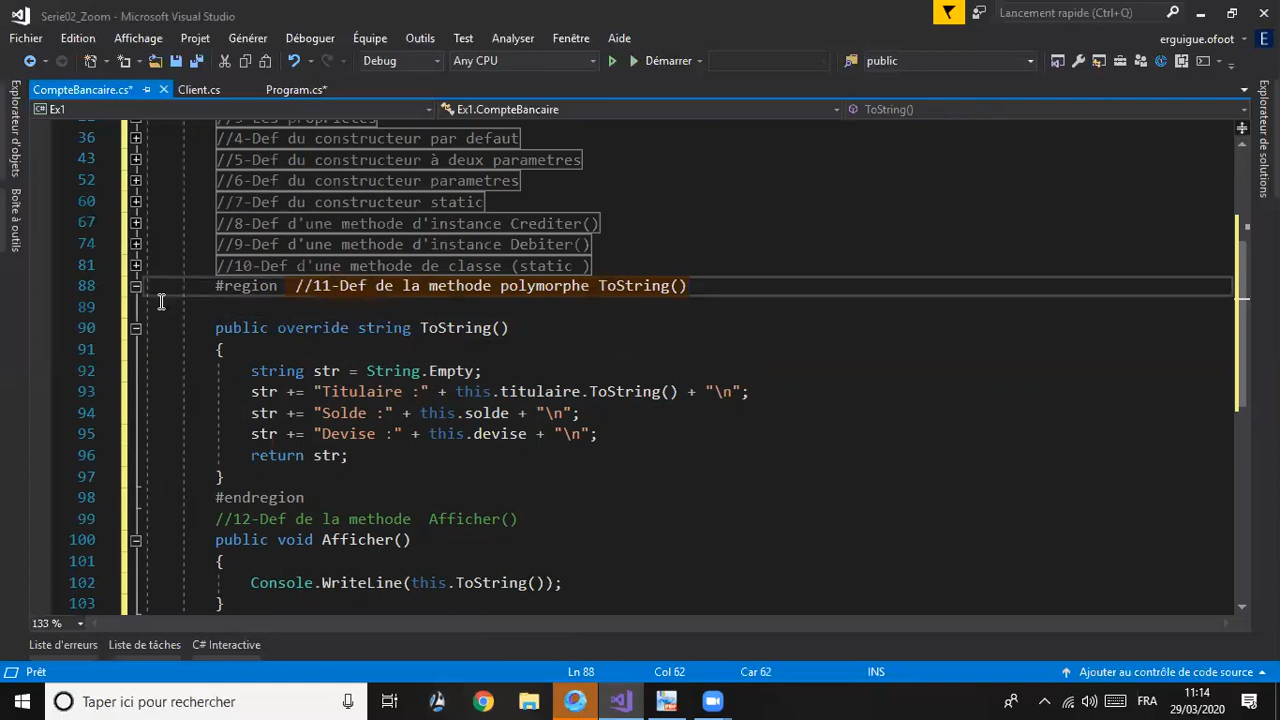 Serie02_Zoom - Microsoft Visual Studio
Lancement rapide (Ctrl+Q)
Fichier Edition Affichage Projet Générer Déboguer Équipe Outils Test Analyser Fenêtre Aide
erguigue.ofoot E
Debug Any CPU Démarrer public
CompteBancaire.cs* Client.cs Program.cs*
Ex1 Ex1.CompteBancaire ToString()
Explorateur d'objets
Boîte à outils
36 //4-Def du constructeur par defaut
43 //5-Def du constructeur à deux parametres
52 //6-Def du constructeur parametres
60 //7-Def du constructeur static
67 //8-Def d'une methode d'instance Crediter()
74 //9-Def d'une methode d'instance Debiter()
81 //10-Def d'une methode de classe (static )
88 #region //11-Def de la methode polymorphe ToString()
89
90 public override string ToString()
91 {
92 string str = String.Empty;
93 str += "Titulaire :" + this.titulaire.ToString() + "\n";
94 str += "Solde :" + this.solde + "\n";
95 str += "Devise :" + this.devise + "\n";
96 return str;
97 }
98 #endregion
99 //12-Def de la methode  Afficher()
100 public void Afficher()
101 {
102 Console.WriteLine(this.ToString());
103 }
133 %
Liste d'erreurs Liste de tâches C# Interactive
Prêt Ln 88 Col 62 Car 62 INS Ajouter au contrôle de code source
Taper ici pour rechercher
FRA
11:14
29/03/2020